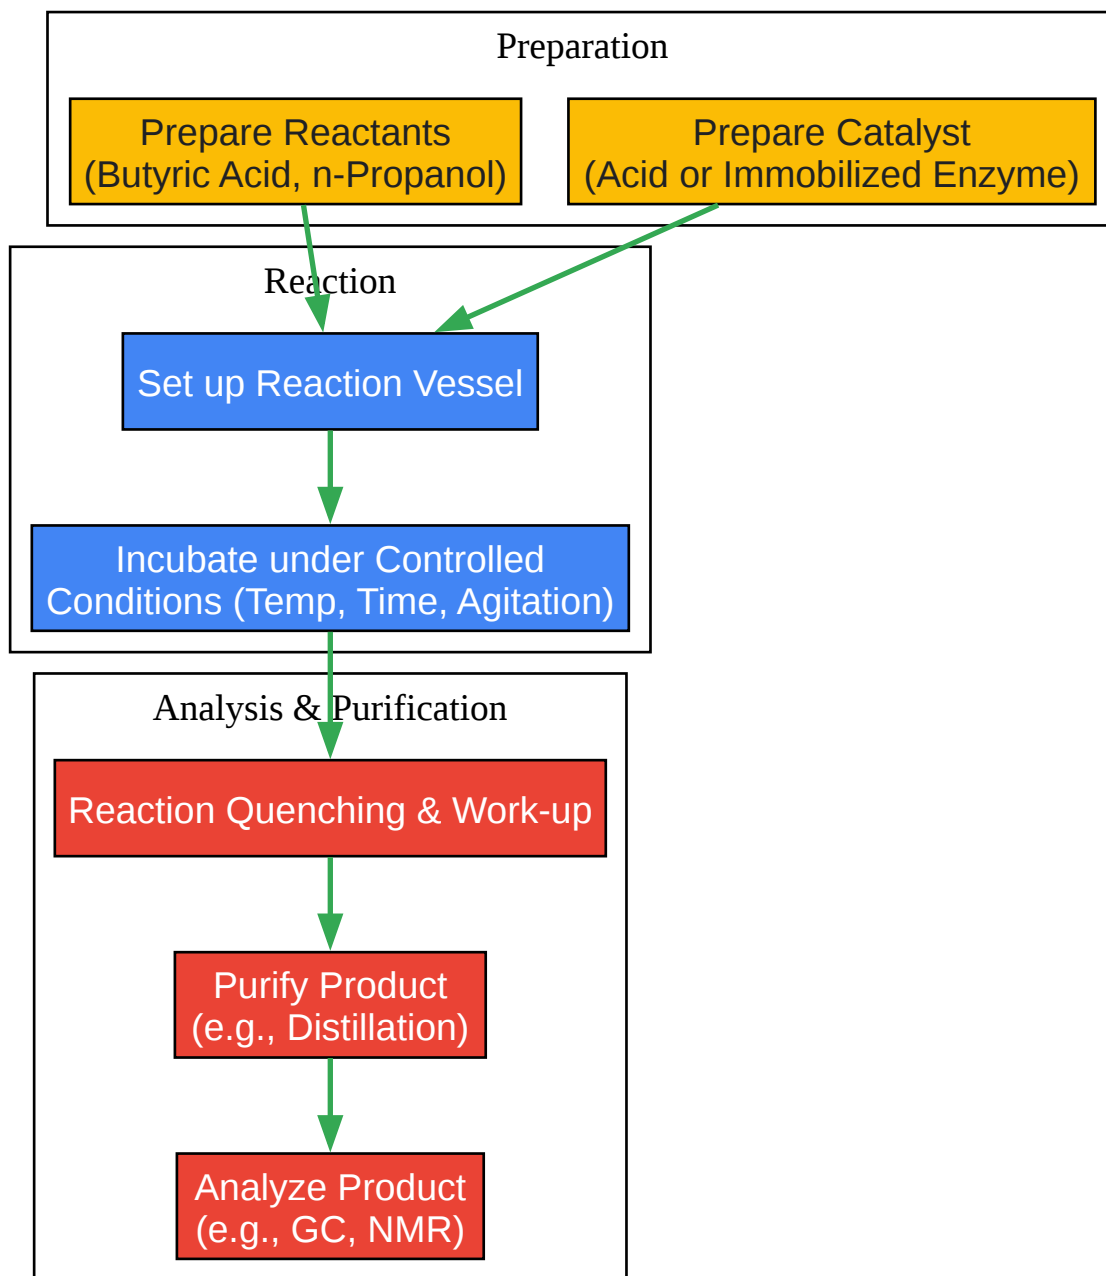 Preparation
Prepare Reactants
(Butyric Acid, n-Propanol)
Prepare Catalyst
(Acid or Immobilized Enzyme)
Reaction
Set up Reaction Vessel
Incubate under Controlled
Conditions (Temp, Time, Agitation)
Analysis & Purification
Reaction Quenching & Work-up
Purify Product
(e.g., Distillation)
Analyze Product
(e.g., GC, NMR)